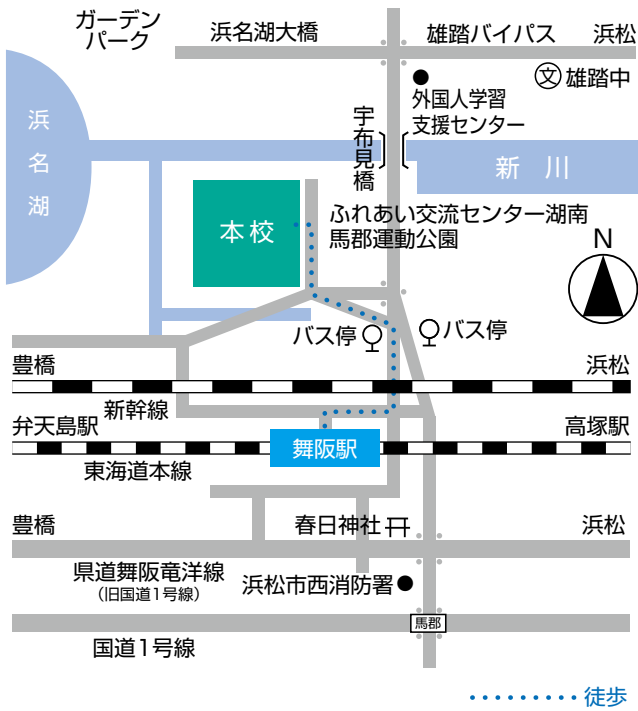 ガーデン
パーク
浜名湖大橋
雄踏バイパス
浜松
文
雄踏中
外国人学習
支援センター
浜名湖
宇布見橋
新川
本校
ふれあい交流センター湖南
馬郡運動公園
N
バス停
バス停
豊橋
浜松
新幹線
弁天島駅
高塚駅
舞阪駅
東海道本線
豊橋
春日神社
浜松
県道舞阪竜洋線
(旧国道1号線)
浜松市西消防署
馬郡
国道1号線
徒歩